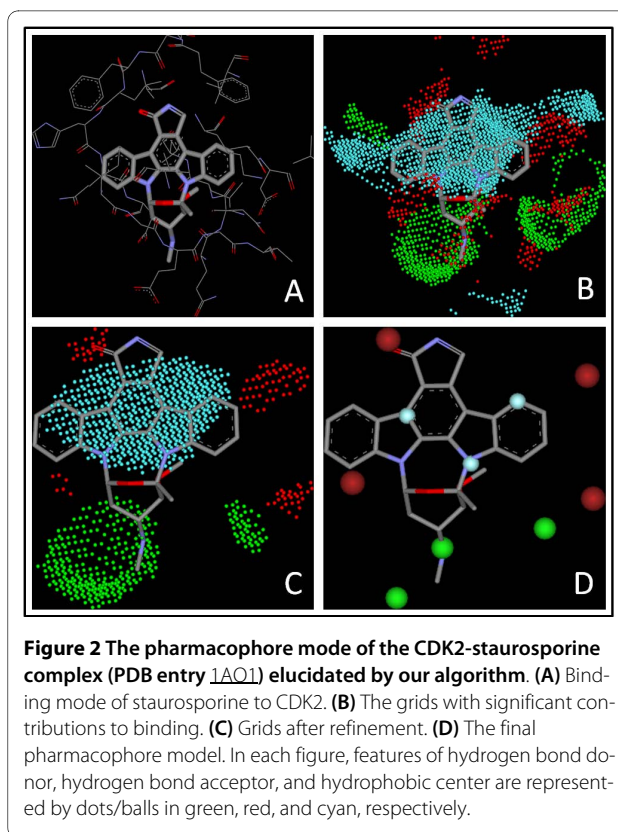 A
B
C
D
Figure 2 The pharmacophore mode of the CDK2-staurosporine
complex (PDB entry 1AQ1) elucidated by our algorithm. (A) Bind-
ing mode of staurosporine to CDK2. (B) The grids with significant con-
tributions to binding. (C) Grids after refinement. (D) The final
pharmacophore model. In each figure, features of hydrogen bond do-
nor, hydrogen bond acceptor, and hydrophobic center are represent-
ed by dots/balls in green, red, and cyan, respectively.